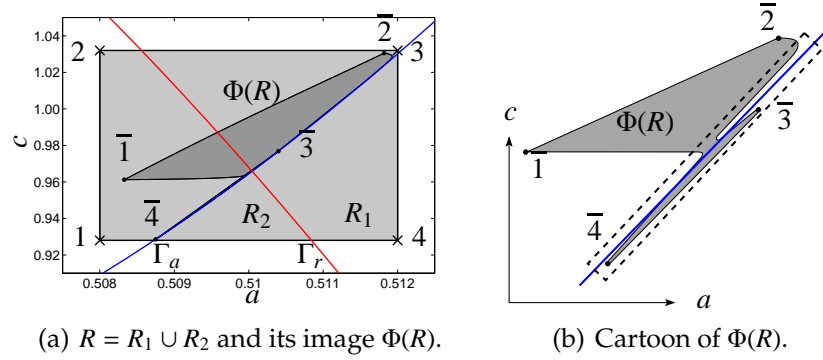 1.04
1.02
1.00
0.98
0.96
0.94
0.92
c
2
2
3
Φ(R)
1
3
4
R2
R1
1
4
Γa
Γr
0.508
0.509
0.51
0.511
0.512
a
(a) R = R1 ∪ R2 and its image Φ(R).
2
c
Φ(R)
3
1
4
a
(b) Cartoon of Φ(R).